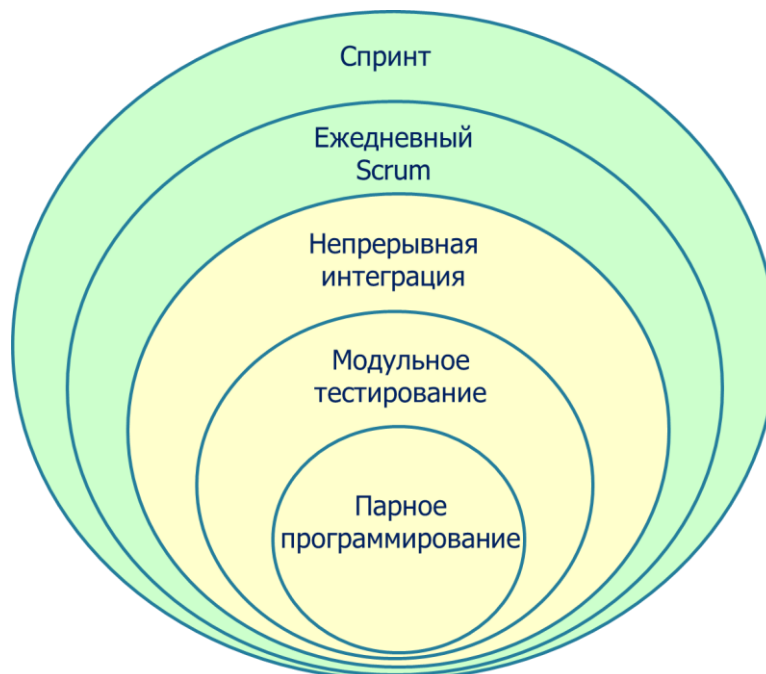 Спринт
Ежедневный
Scrum
Непрерывная
интеграция
Модульное
тестирование
Парное
программирование